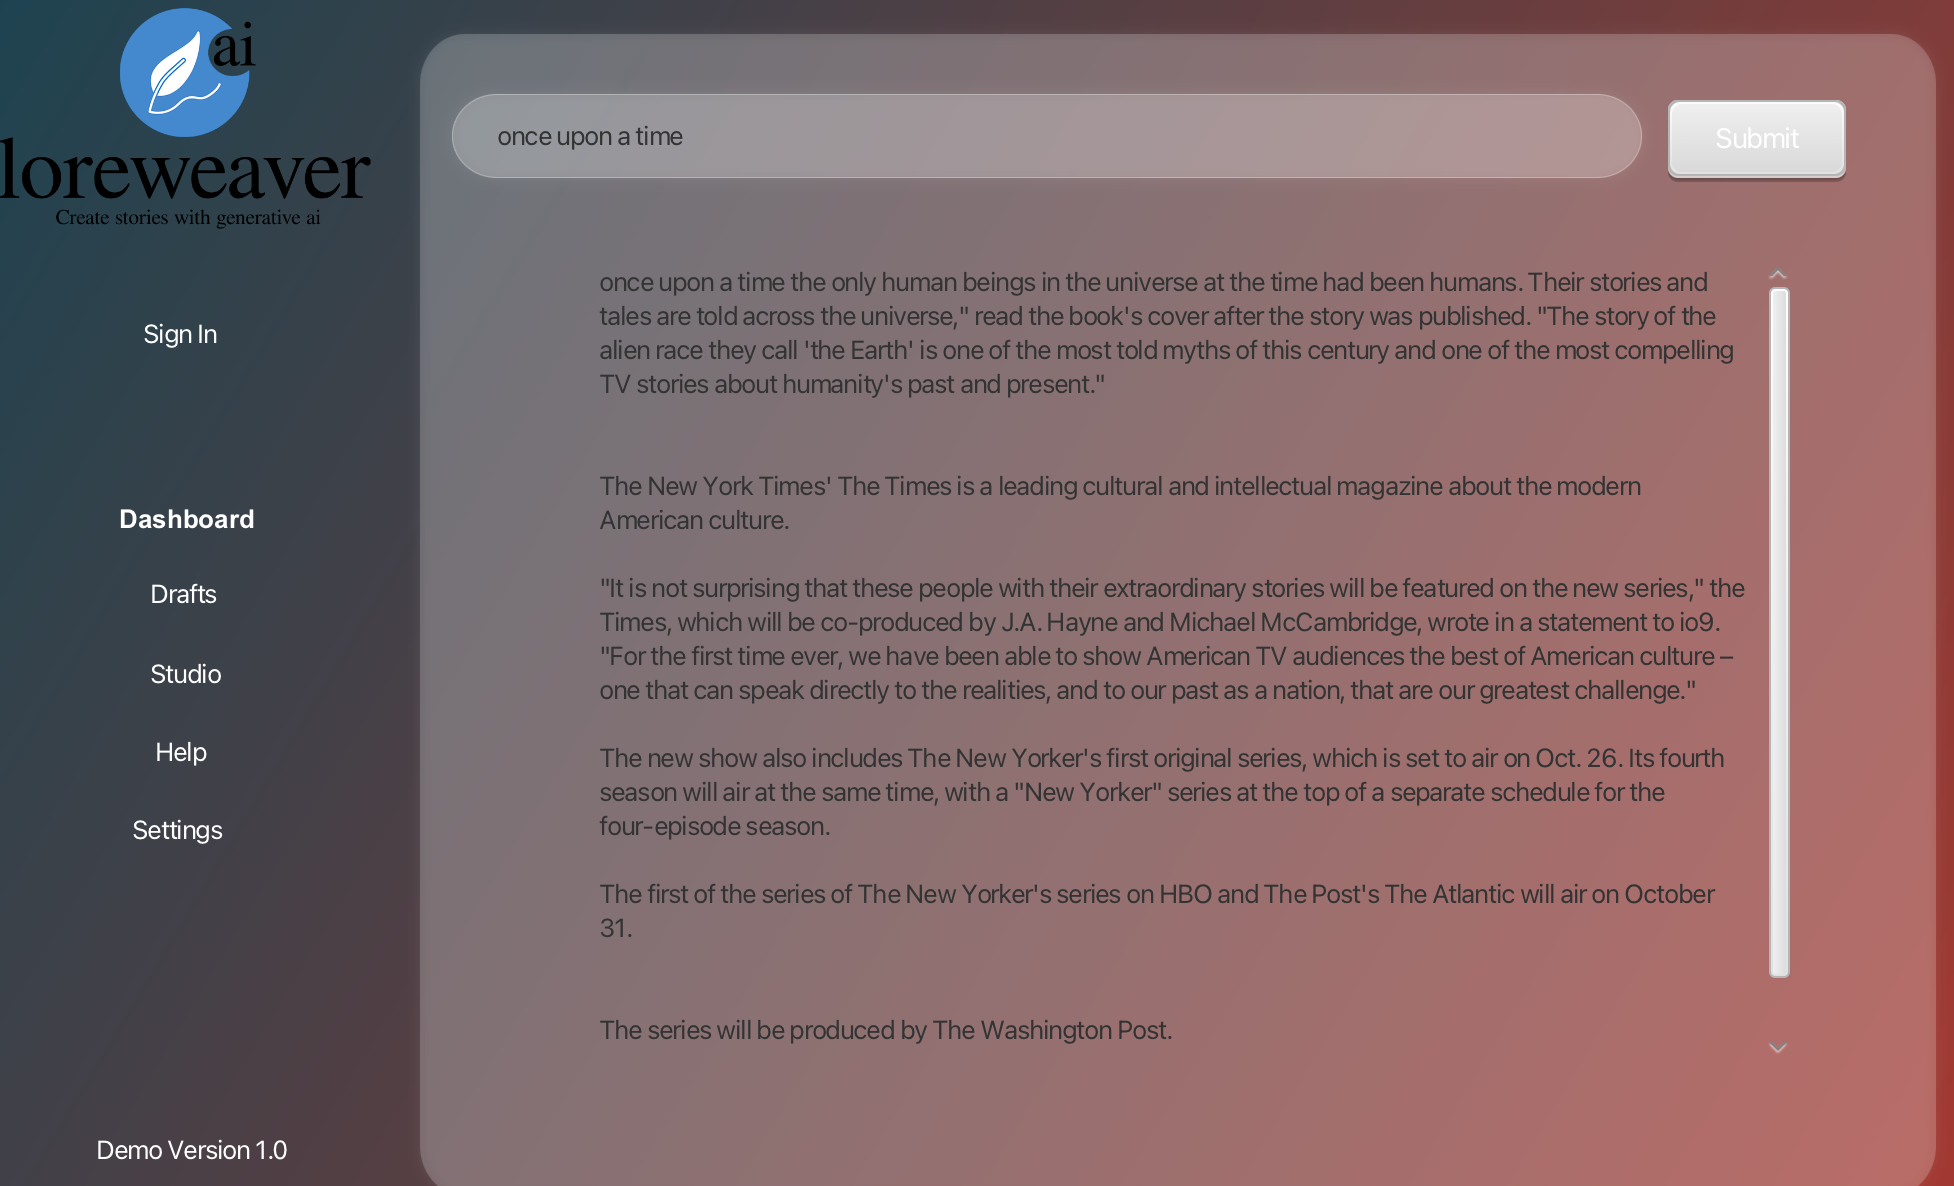 ai
loreweaver
Create stories with generative ai
Sign In
Dashboard
Drafts
Studio
Help
Settings
Demo Version 1.0
once upon a time
Submit
once upon a time the only human beings in the universe at the time had been humans. Their stories and
tales are told across the universe," read the book's cover after the story was published. "The story of the
alien race they call 'the Earth' is one of the most told myths of this century and one of the most compelling
TV stories about humanity's past and present."
The New York Times' The Times is a leading cultural and intellectual magazine about the modern
American culture.
"It is not surprising that these people with their extraordinary stories will be featured on the new series," the
Times, which will be co-produced by J.A. Hayne and Michael McCambridge, wrote in a statement to io9.
"For the first time ever, we have been able to show American TV audiences the best of American culture –
one that can speak directly to the realities, and to our past as a nation, that are our greatest challenge."
The new show also includes The New Yorker's first original series, which is set to air on Oct. 26. Its fourth
season will air at the same time, with a "New Yorker" series at the top of a separate schedule for the
four-episode season.
The first of the series of The New Yorker's series on HBO and The Post's The Atlantic will air on October
31.
The series will be produced by The Washington Post.